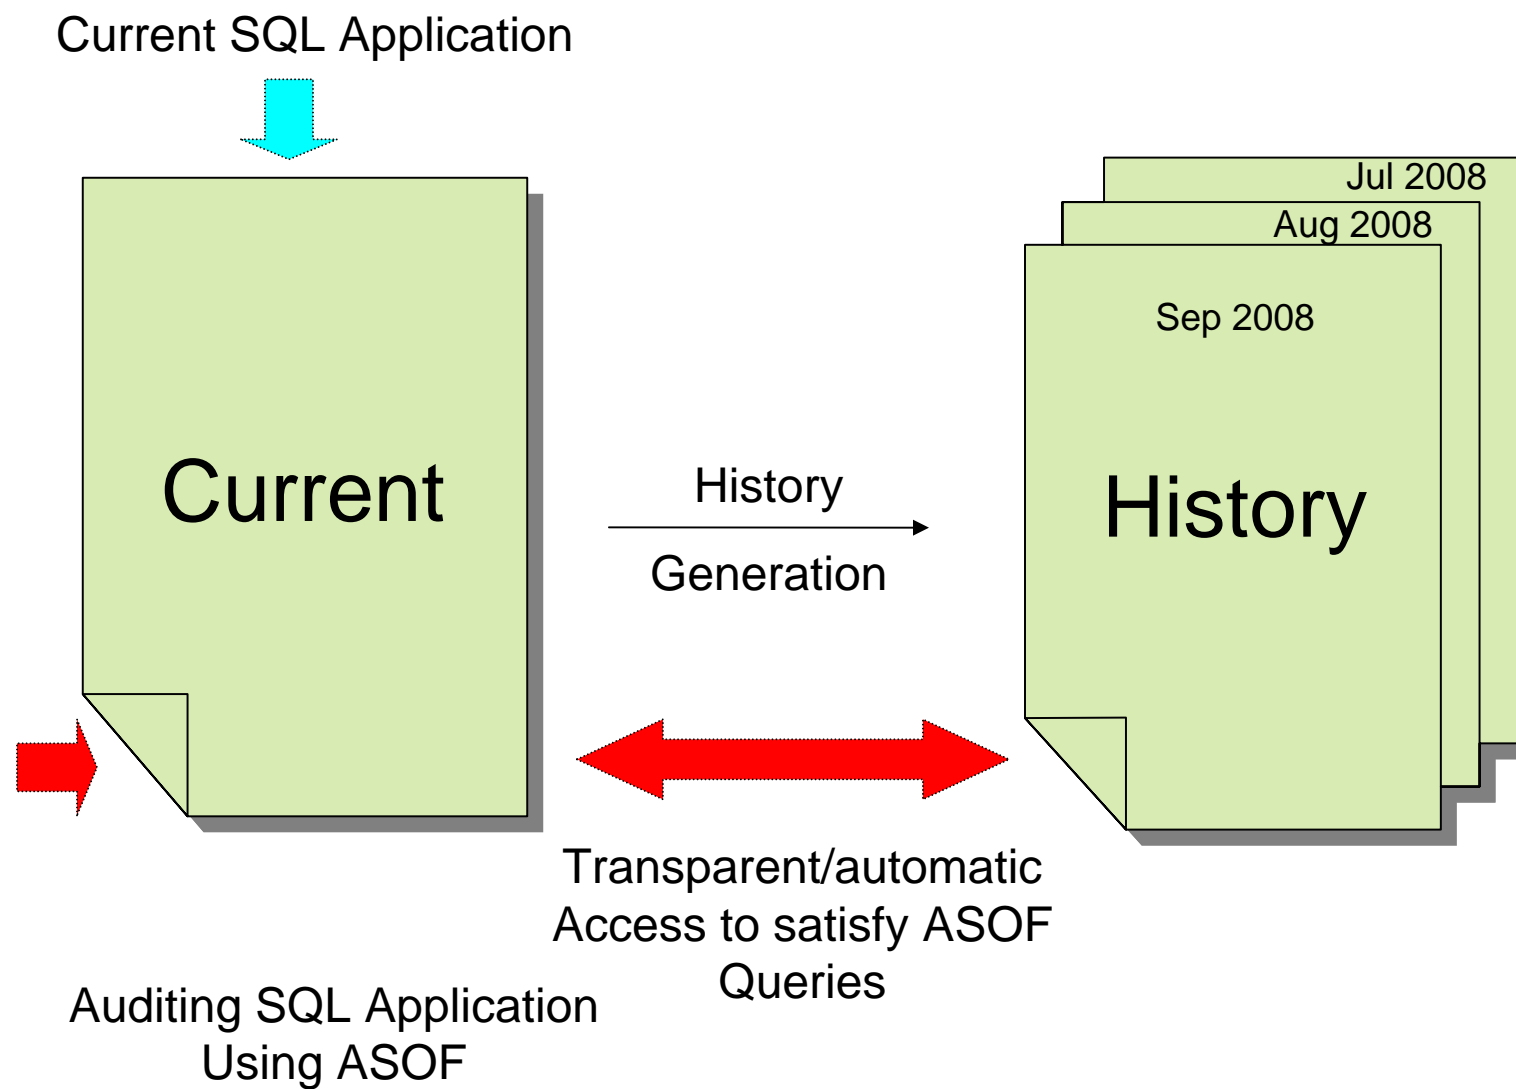 Current SQL Application
Jul 2008
Aug 2008
Sep 2008
Current
History
Generation
History
Transparent/automatic
Access to satisfy ASOF
Queries
Auditing SQL Application
Using ASOF